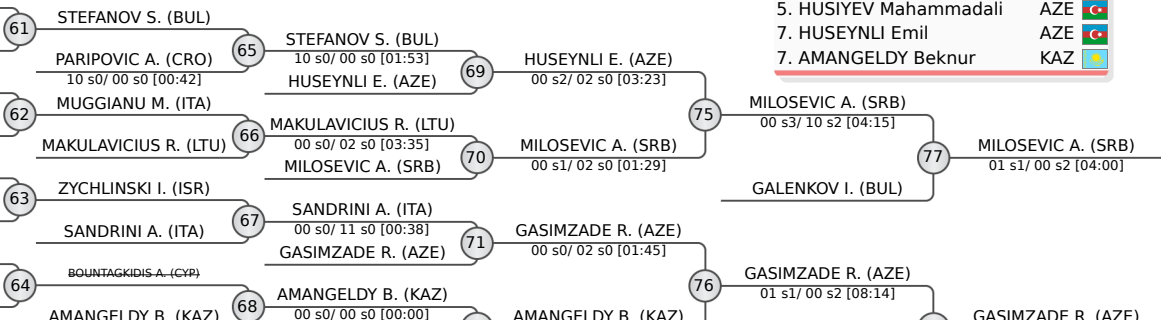 5. HUSIYEV Mahammadali AZE
7. HUSEYNLI Emil AZE
7. AMANGELDY Beknur KAZ
61
STEFANOV S. (BUL)
PARIPOVIC A. (CRO)
10 s0/ 00 s0 [00:42]
62
MUGGIANU M. (ITA)
MAKULAVICIUS R. (LTU)
63
ZYCHLINSKI I. (ISR)
SANDRINI A. (ITA)
64
BOUNTAGKIDIS A. (CYP)
AMANGELDY B. (KAZ)
65
STEFANOV S. (BUL)
10 s0/ 00 s0 [01:53]
HUSEYNLI E. (AZE)
66
MAKULAVICIUS R. (LTU)
00 s0/ 02 s0 [03:35]
MILOSEVIC A. (SRB)
67
SANDRINI A. (ITA)
00 s0/ 11 s0 [00:38]
GASIMZADE R. (AZE)
68
AMANGELDY B. (KAZ)
00 s0/ 00 s0 [00:00]
69
HUSEYNLI E. (AZE)
00 s2/ 02 s0 [03:23]
70
MILOSEVIC A. (SRB)
00 s1/ 02 s0 [01:29]
71
GASIMZADE R. (AZE)
00 s0/ 02 s0 [01:45]
AMANGELDY B. (KAZ)
75
MILOSEVIC A. (SRB)
00 s3/ 10 s2 [04:15]
GALENKOV I. (BUL)
76
GASIMZADE R. (AZE)
01 s1/ 00 s2 [08:14]
77
MILOSEVIC A. (SRB)
01 s1/ 00 s2 [04:00]
GASIMZADE R. (AZE)